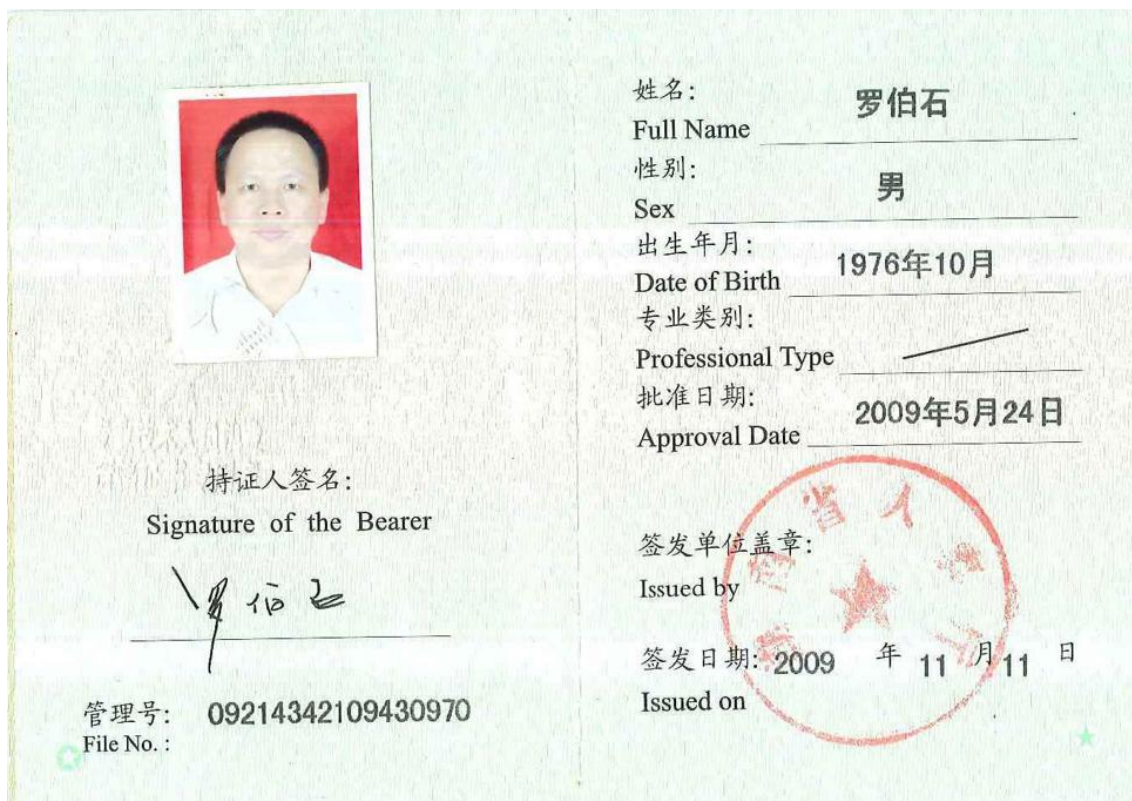 持证人签名:
Signature of the Bearer
罗伯石
管理号: 09214342109430970
File No. :
姓名: 罗伯石
Full Name
性别: 男
Sex
出生年月: 1976年10月
Date of Birth
专业类别:
Professional Type
批准日期: 2009年5月24日
Approval Date
签发单位盖章:
Issued by
签发日期: 2009 年 11 月 11 日
Issued on